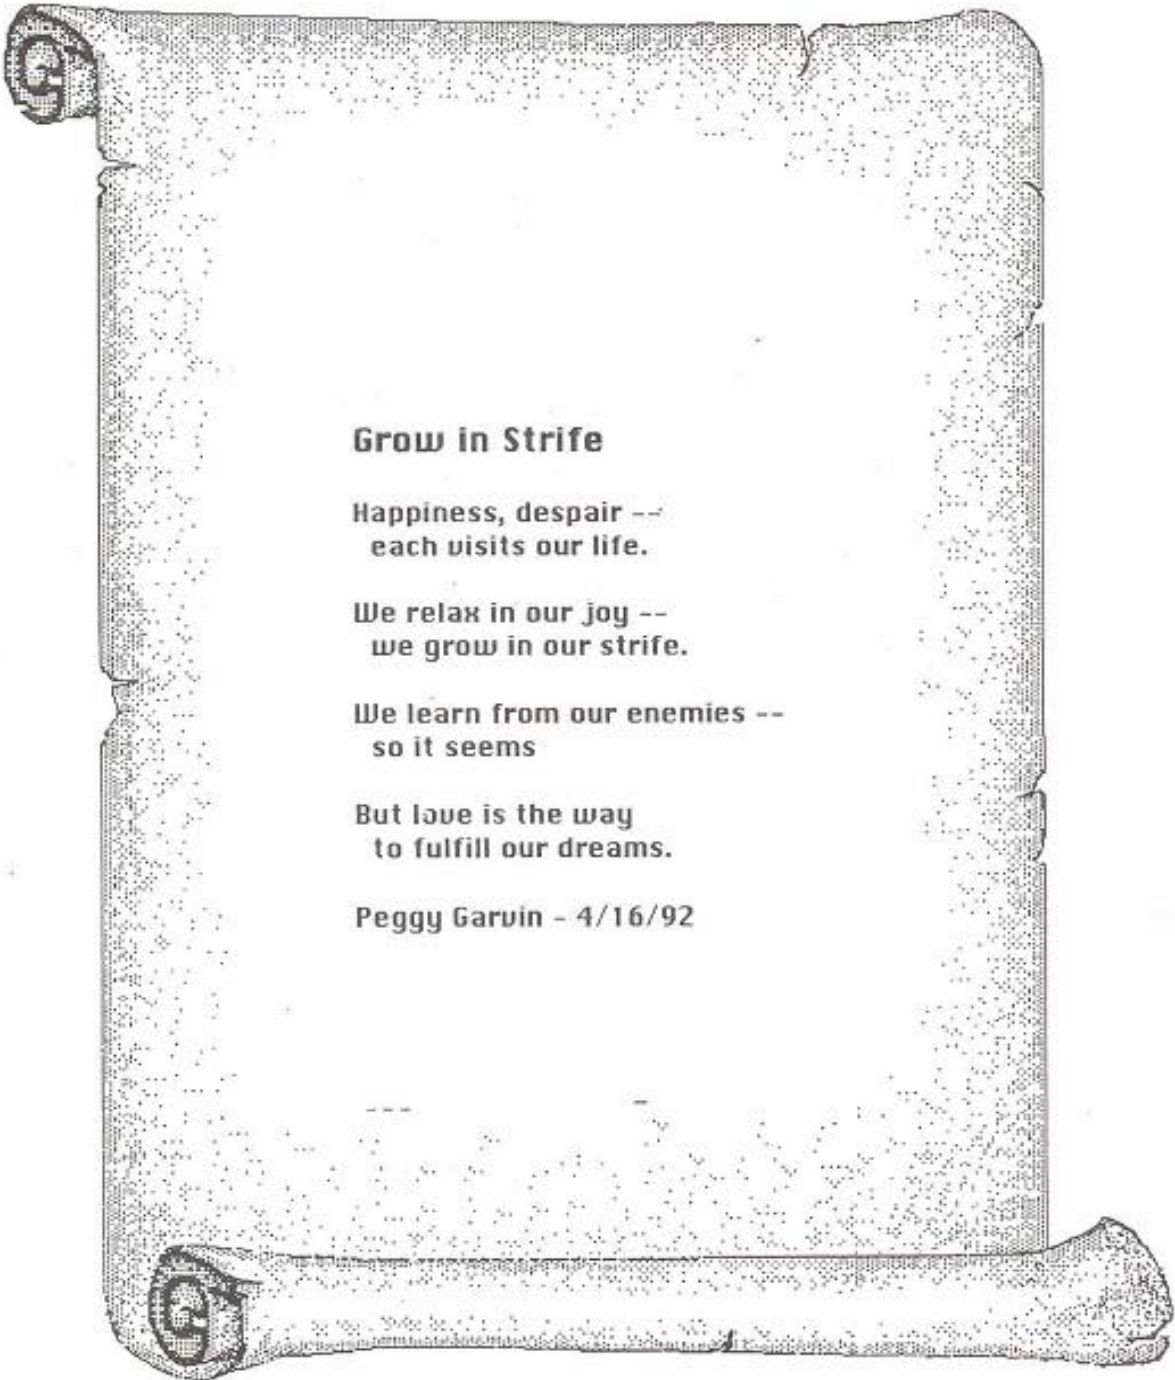 Grow in Strife
Happiness, despair --
each visits our life.
We relax in our joy --
we grow in our strife.
We learn from our enemies --
so it seems
But love is the way
to fulfill our dreams.
Peggy Garvin - 4/16/92